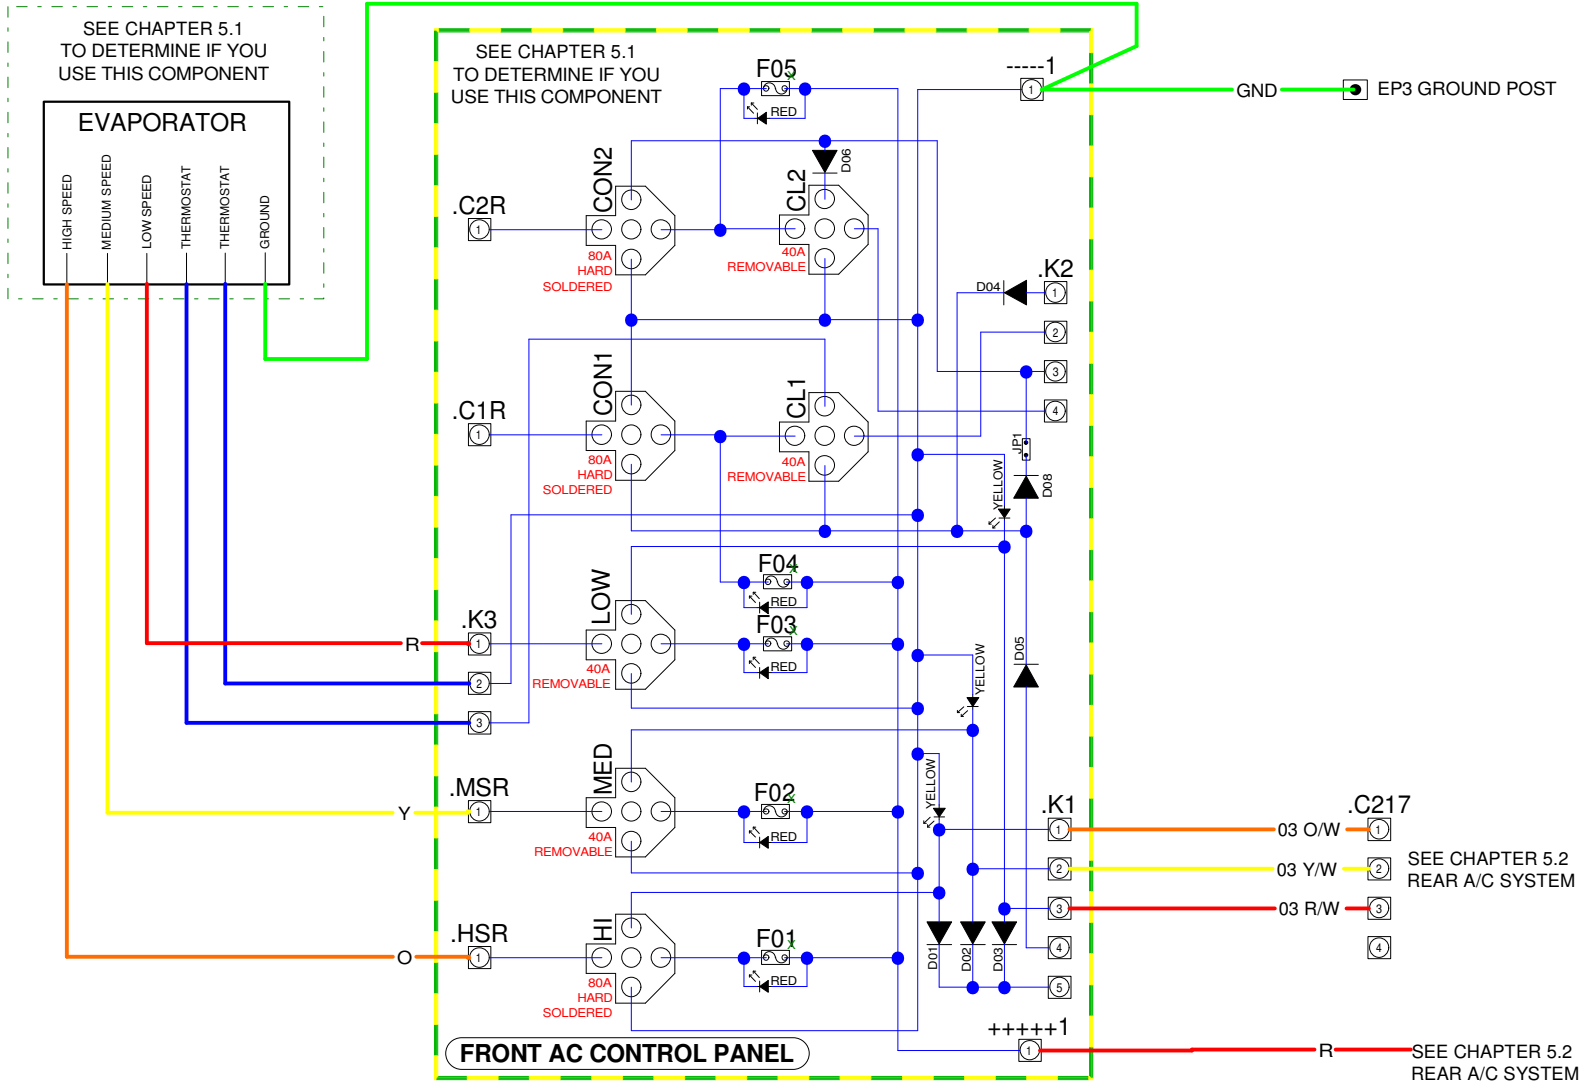 SEE CHAPTER 5.1
TO DETERMINE IF YOU
USE THIS COMPONENT
EVAPORATOR
HIGH SPEED
MEDIUM SPEED
LOW SPEED
THERMOSTAT
THERMOSTAT
GROUND
SEE CHAPTER 5.1
TO DETERMINE IF YOU
USE THIS COMPONENT
F05
RED
-----1
1
GND
EP3 GROUND POST
.C2R
1
CON2
80A
HARD
SOLDERED
D06
CL2
40A
REMOVABLE
.K2
D04
1
2
3
4
.C1R
1
CON1
80A
HARD
SOLDERED
CL1
40A
REMOVABLE
JP1
YELLOW
D08
F04
RED
.K3
R
1
2
3
LOW
40A
REMOVABLE
F03
RED
D05
YELLOW
.MSR
Y
1
MED
40A
REMOVABLE
F02
RED
YELLOW
.K1
1
2
3
4
5
03 O/W
03 Y/W
03 R/W
.C217
1
2
3
4
SEE CHAPTER 5.2
REAR A/C SYSTEM
.HSR
O
1
HI
80A
HARD
SOLDERED
F01
RED
D01
D02
D03
+++++1
1
R
SEE CHAPTER 5.2
REAR A/C SYSTEM
FRONT AC CONTROL PANEL